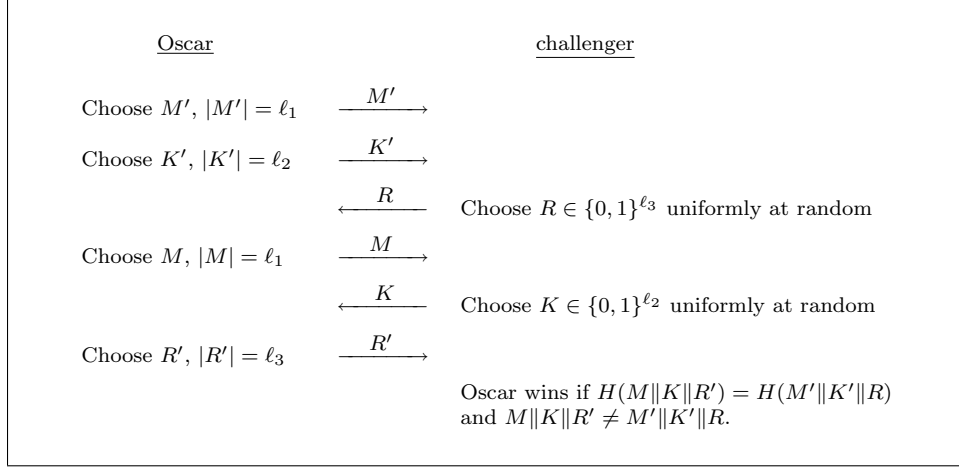 Oscar challenger
Choose M′, |M′| = ℓ₁ M′
Choose K′, |K′| = ℓ₂ K′
R Choose R ∈ {0, 1}^ℓ₃ uniformly at random
Choose M, |M| = ℓ₁ M
K Choose K ∈ {0, 1}^ℓ₂ uniformly at random
Choose R′, |R′| = ℓ₃ R′
Oscar wins if H(M‖K‖R′) = H(M′‖K′‖R)
and M‖K‖R′ ≠ M′‖K′‖R.